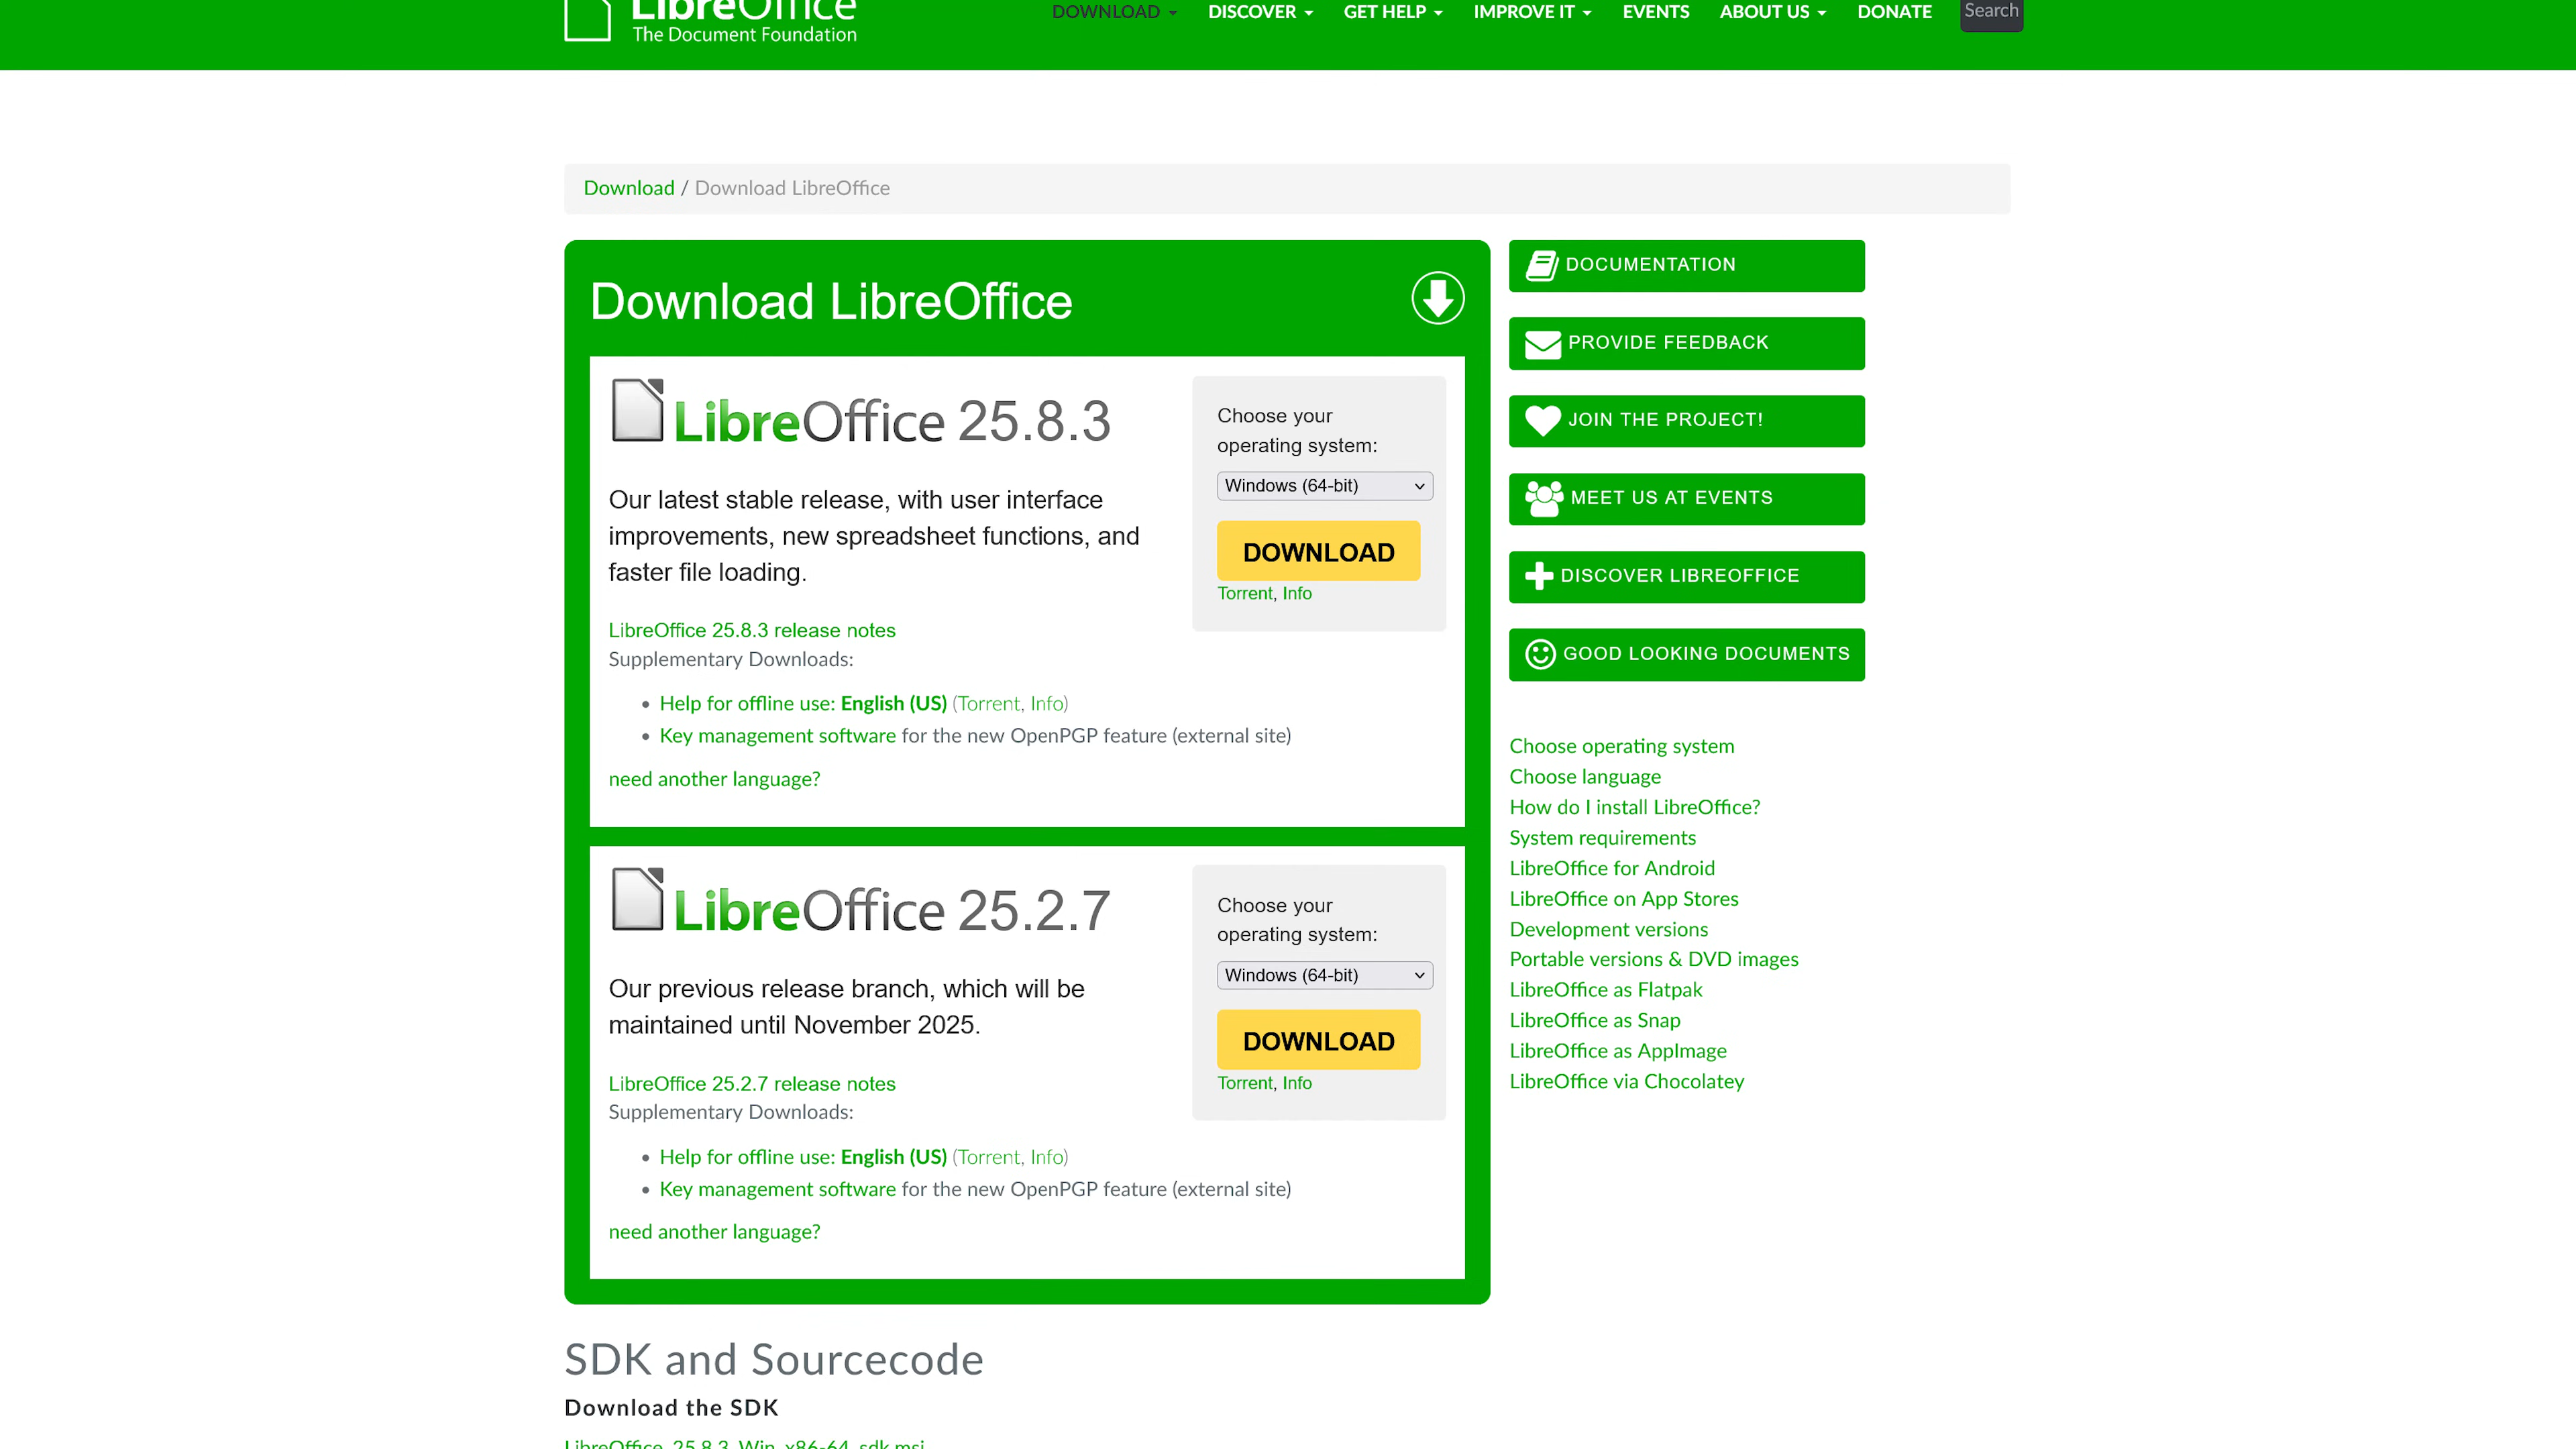 LibreOffice
The Document Foundation
DOWNLOAD
DISCOVER
GET HELP
IMPROVE IT
EVENTS
ABOUT US
DONATE
Search
Download / Download LibreOffice
Download LibreOffice
LibreOffice 25.8.3
Our latest stable release, with user interface
improvements, new spreadsheet functions, and
faster file loading.
LibreOffice 25.8.3 release notes
Supplementary Downloads:
Help for offline use: English (US) (Torrent, Info)
Key management software for the new OpenPGP feature (external site)
need another language?
Choose your
operating system:
Windows (64-bit)
DOWNLOAD
Torrent, Info
LibreOffice 25.2.7
Our previous release branch, which will be
maintained until November 2025.
LibreOffice 25.2.7 release notes
Supplementary Downloads:
Help for offline use: English (US) (Torrent, Info)
Key management software for the new OpenPGP feature (external site)
need another language?
Choose your
operating system:
Windows (64-bit)
DOWNLOAD
Torrent, Info
DOCUMENTATION
PROVIDE FEEDBACK
JOIN THE PROJECT!
MEET US AT EVENTS
DISCOVER LIBREOFFICE
GOOD LOOKING DOCUMENTS
Choose operating system
Choose language
How do I install LibreOffice?
System requirements
LibreOffice for Android
LibreOffice on App Stores
Development versions
Portable versions & DVD images
LibreOffice as Flatpak
LibreOffice as Snap
LibreOffice as AppImage
LibreOffice via Chocolatey
SDK and Sourcecode
Download the SDK
LibreOffice_25.8.3_Win_x86-64_sdk.msi